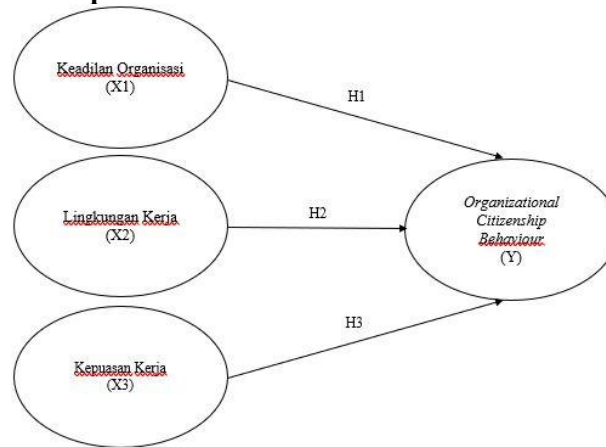 Keadilan Organisasi
(X1)
H1
Lingkungan Kerja
(X2)
H2
Organizational
Citizenship
Behaviour
(Y)
H3
Kepuasan Kerja
(X3)